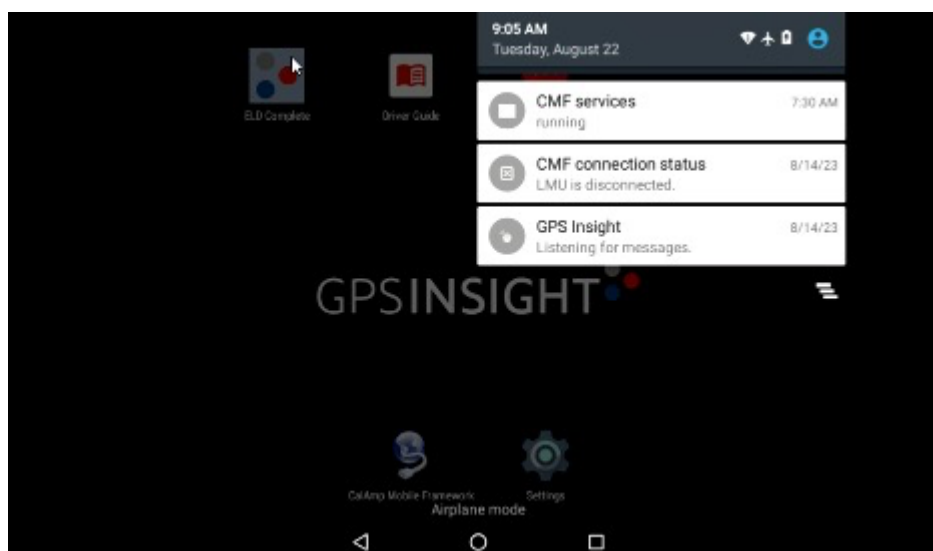 9:05 AM
Tuesday, August 22
ELD Complete
Driver Guide
CMF services
7:30 AM
running
CMF connection status
8/14/23
LMU is disconnected.
GPS Insight
8/14/23
Listening for messages.
GPSINSIGHT
CalAmp Mobile Framework
Settings
Airplane mode